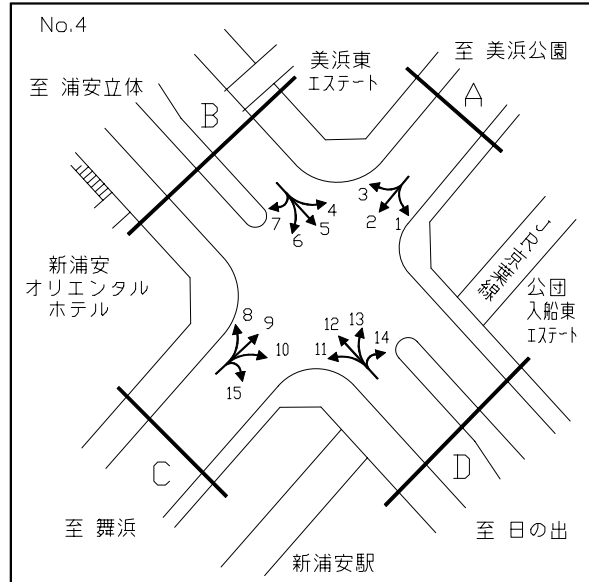 No.4
美浜東
エステート
至 美浜公園
至 浦安立体
A
B
3
2
1
4
5
6
7
JR京葉線
新浦安
オリエンタル
ホテル
公団
入船東
エステート
8
9
10
15
12
13
14
11
C
D
至 舞浜
至 日の出
新浦安駅